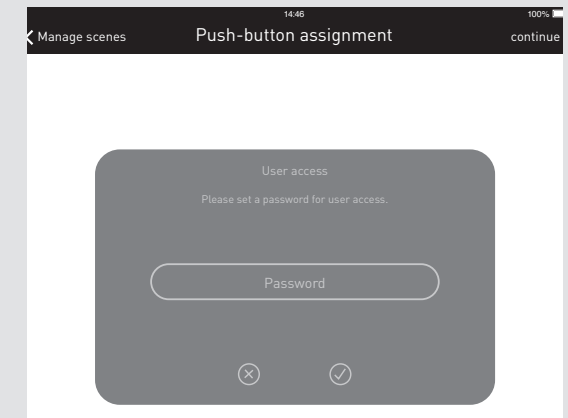 14:46
100%
Manage scenes
Push-button assignment
continue
User access
Please set a password for user access.
Password